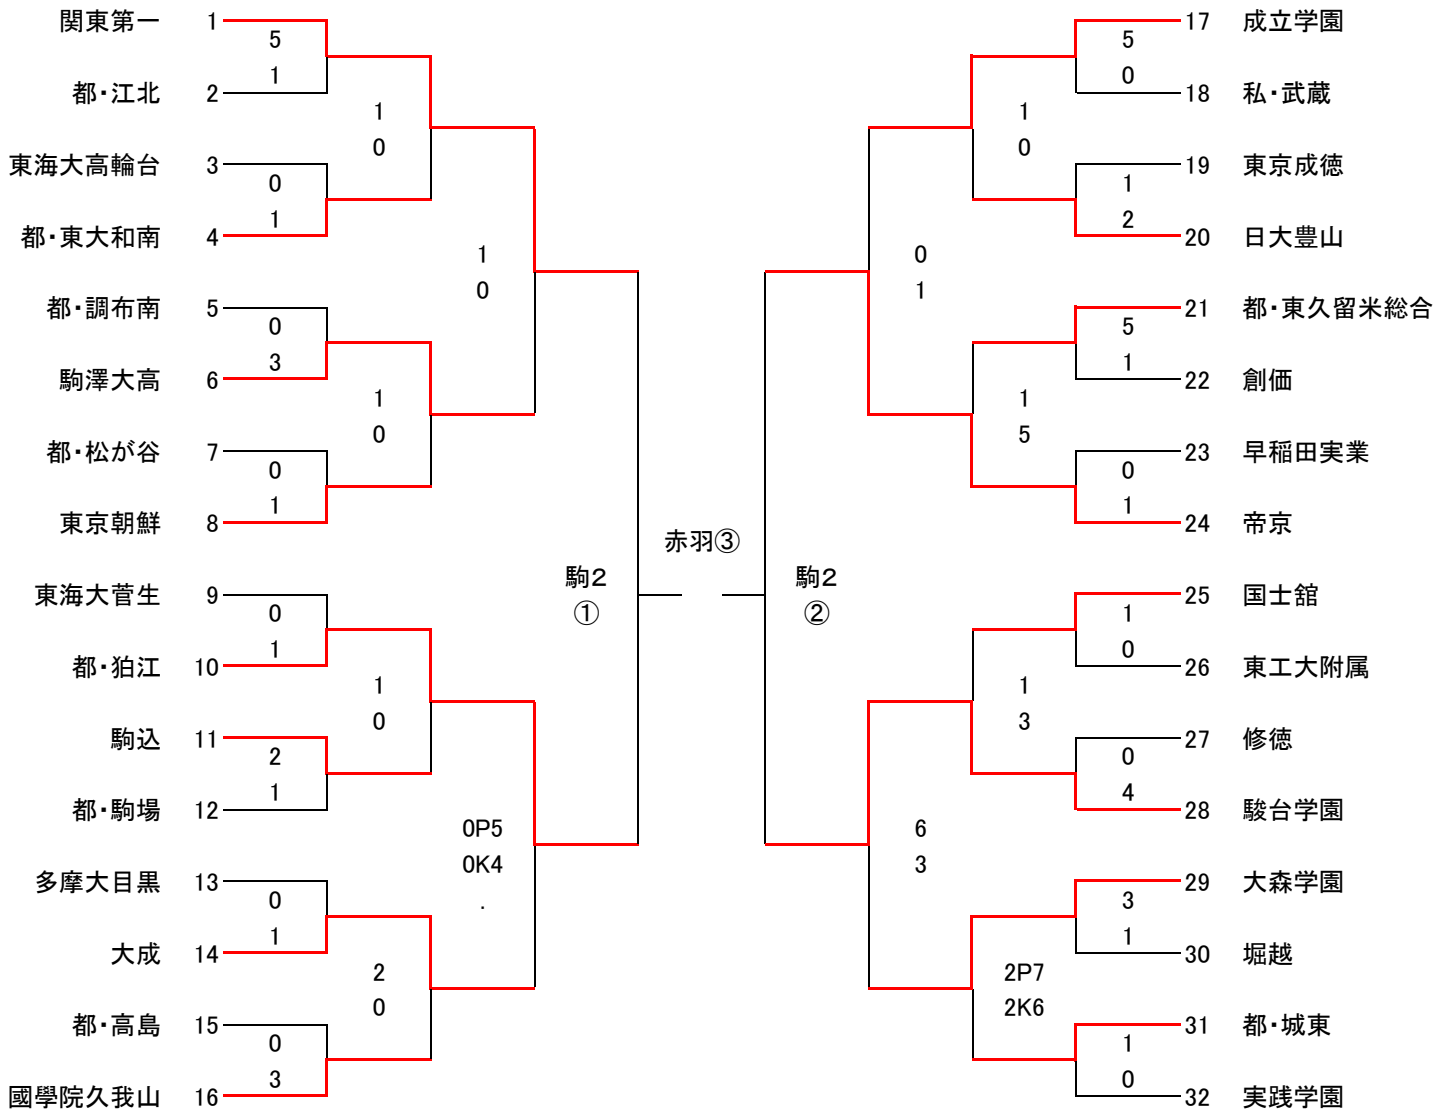 関東第一 1
5
1
都・江北 2
1
0
東海大高輪台 3
0
1
都・東大和南 4
1
0
都・調布南 5
0
3
駒澤大高 6
1
0
都・松が谷 7
0
1
東京朝鮮 8
東海大菅生 9
0
1
都・狛江 10
1
0
駒込 11
2
1
都・駒場 12
0P5
0K4
.
多摩大目黒 13
0
1
大成 14
2
0
都・高島 15
0
3
國學院久我山 16
駒2
①
赤羽③
駒2
②
17 成立学園
5
0
18 私・武蔵
1
0
19 東京成徳
1
2
20 日大豊山
0
1
21 都・東久留米総合
5
1
22 創価
1
5
23 早稲田実業
0
1
24 帝京
25 国士舘
1
0
26 東工大附属
1
3
27 修徳
0
4
28 駿台学園
6
3
29 大森学園
3
1
30 堀越
2P7
2K6
31 都・城東
1
0
32 実践学園